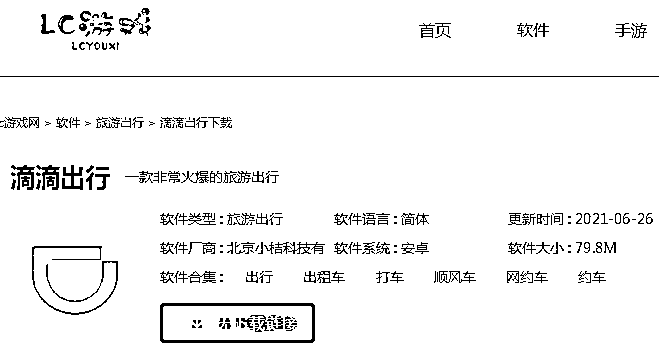 LC游戏
LCYOUXI
首页 软件 手游
游戏网 > 软件 > 旅游出行 > 滴滴出行下载
滴滴出行 一款非常火爆的旅游出行
软件类型：旅游出行 软件语言：简体 更新时间：2021-06-26
软件厂商：北京小桔科技有 软件系统：安卓 软件大小：79.8M
软件合集： 出行 出租车 打车 顺风车 网约车 约车